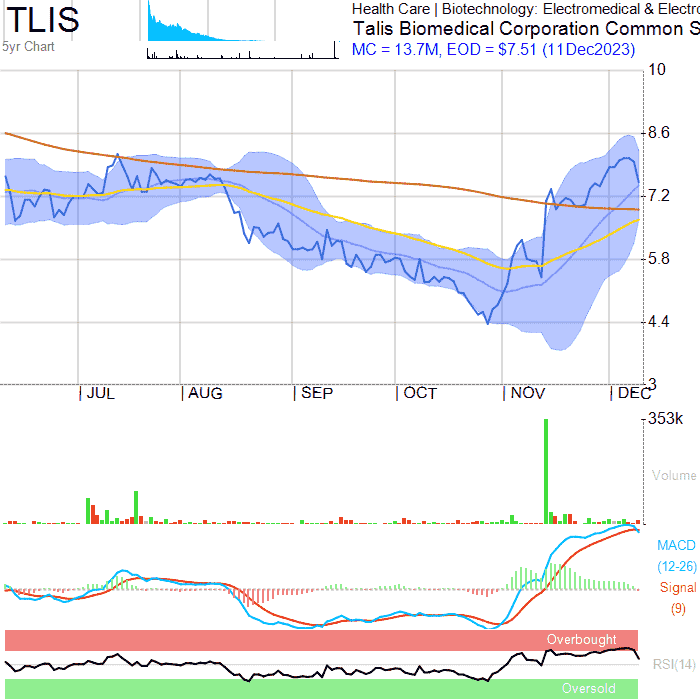 TLIS
5yr Chart
Health Care | Biotechnology: Electromedical & Electro
Talis Biomedical Corporation Common S
MC = 13.7M, EOD = $7.51 (11Dec2023)
10
8.6
7.2
5.8
4.4
3
| JUL | AUG | SEP | OCT | NOV | DEC
353k
Volume
MACD
(12-26)
Signal
(9)
Overbought
RSI(14)
Oversold